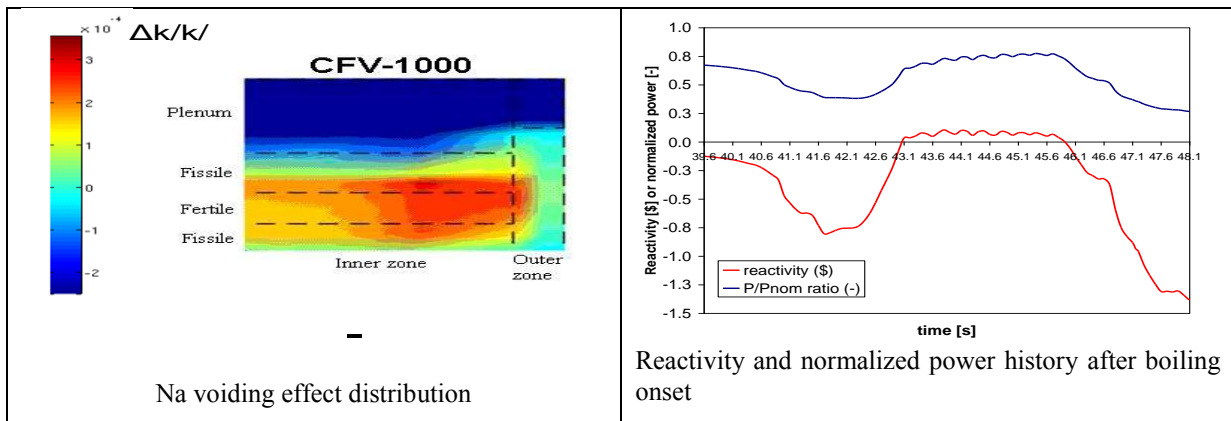 × 10⁻⁴
Δk/k/
3
2
1
0
-1
-2
CFV-1000
Plenum
Fissile
Fertile
Fissile
Inner zone
Outer
zone
-
Na voiding effect distribution
1.0
0.8
0.5
0.3
0.0
-0.3
-0.5
-0.8
-1.0
-1.3
-1.5
39.6 40.1 40.6 41.1 41.6 42.1 42.6 43.1 43.6 44.1 44.6 45.1 45.6 46.1 46.6 47.1 47.6 48.1
Reactivity [$] or normalized power [-]
reactivity ($)
P/Pnom ratio (-)
time [s]
Reactivity and normalized power history after boiling
onset